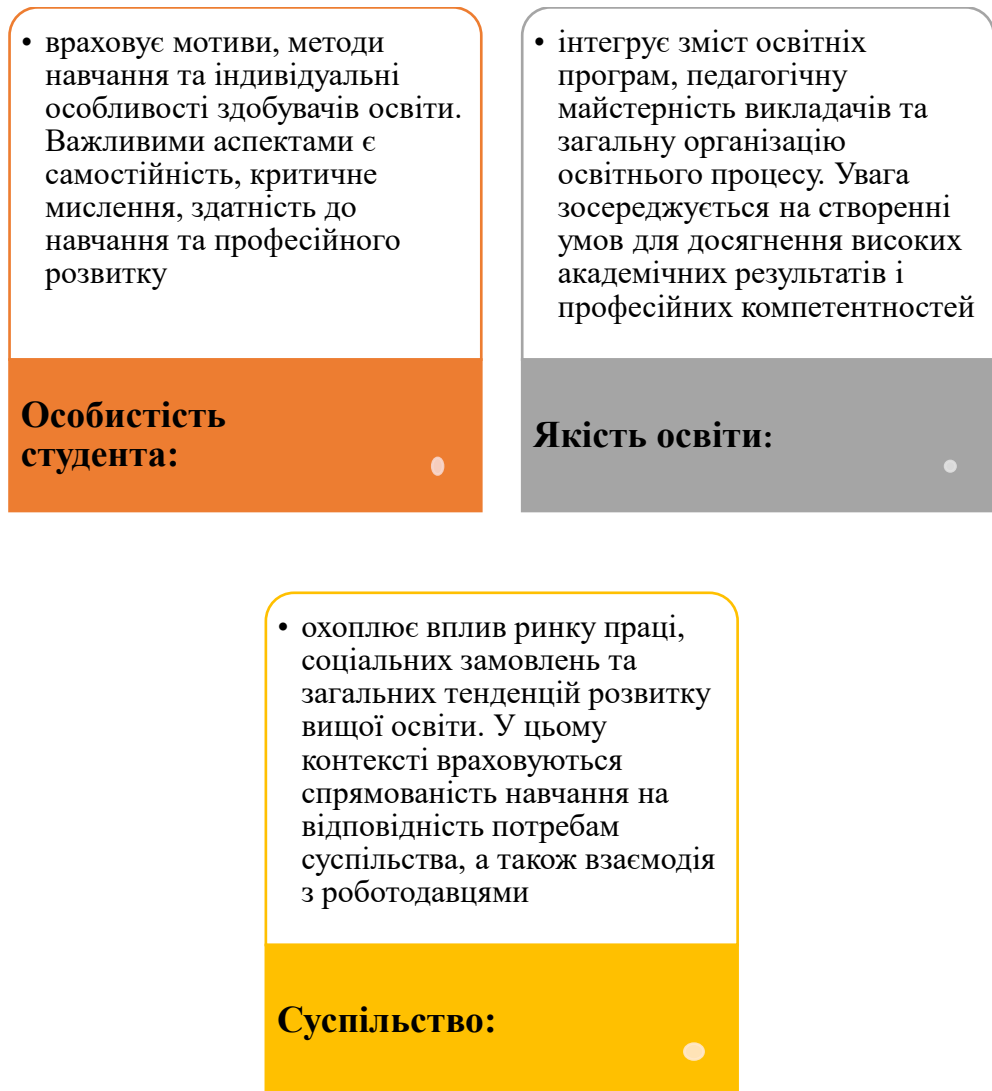 • враховує мотиви, методи
навчання та індивідуальні
особливості здобувачів освіти.
Важливими аспектами є
самостійність, критичне
мислення, здатність до
навчання та професійного
розвитку
Особистість
студента:
• інтегрує зміст освітніх
програм, педагогічну
майстерність викладачів та
загальну організацію
освітнього процесу. Увага
зосереджується на створенні
умов для досягнення високих
академічних результатів і
професійних компетентностей
Якість освіти:
• охоплює вплив ринку праці,
соціальних замовлень та
загальних тенденцій розвитку
вищої освіти. У цьому
контексті враховуються
спрямованість навчання на
відповідність потребам
суспільства, а також взаємодія
з роботодавцями
Суспільство: